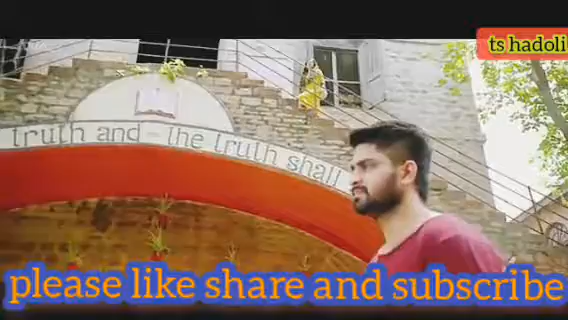 ts hadoli
truth and - the truth shall
please like share and subscribe